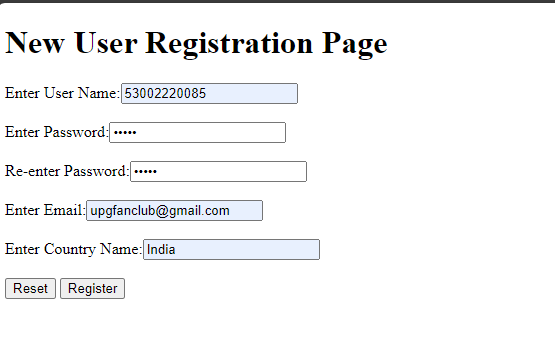 New User Registration Page
Enter User Name: 53002220085
Enter Password: •••••
Re-enter Password: •••••
Enter Email: upgfanclub@gmail.com
Enter Country Name: India
Reset Register